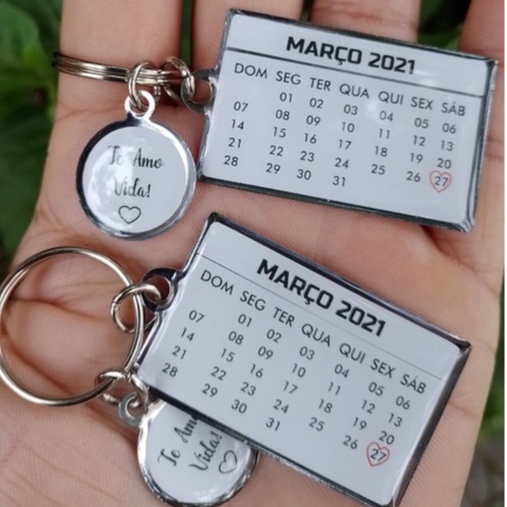 MARÇO 2021
DOM SEG TER QUA QUI SEX SÁB
01 02 03 04 05 06
07 08 09 10 11 12 13
14 15 16 17 18 19 20
21 22 23 24 25 26 27
28 29 30 31
Te Amo
Vida!
MARÇO 2021
DOM SEG TER QUA QUI SEX SÁB
01 02 03 04 05 06
07 08 09 10 11 12 13
14 15 16 17 18 19 20
21 22 23 24 25 26 27
28 29 30 31
Te Amo
Vida!